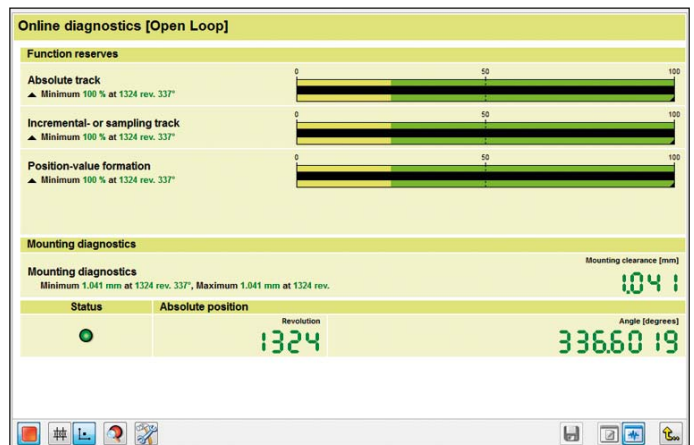 Online diagnostics [Open Loop]
Function reserves
Absolute track
Minimum 100 % at 1324 rev. 337°
0 50 100
Incremental- or sampling track
Minimum 100 % at 1324 rev. 337°
0 50 100
Position-value formation
Minimum 100 % at 1324 rev. 337°
0 50 100
Mounting diagnostics
Mounting diagnostics
Minimum 1.041 mm at 1324 rev. 337°, Maximum 1.041 mm at 1324 rev.
Mounting clearance [mm]
1.041
Status Absolute position
Revolution
1324
Angle [degrees]
336.6019